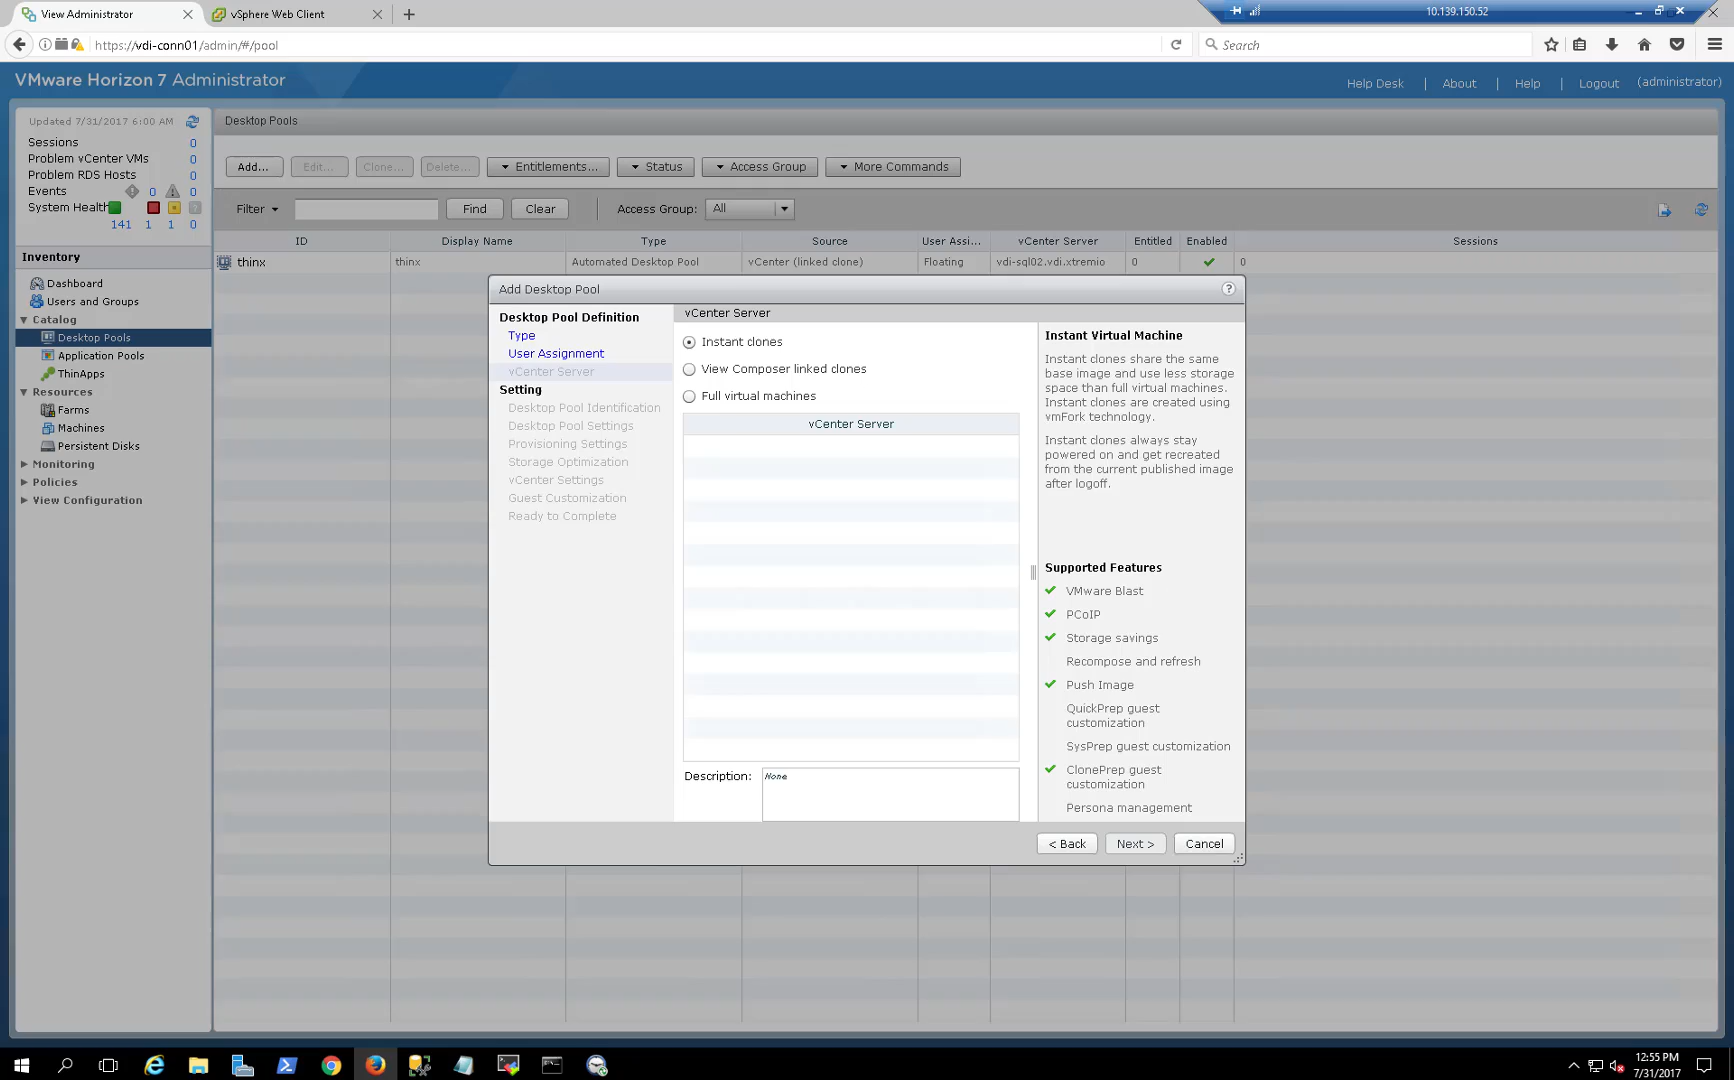 View Administrator
vSphere Web Client
10.139.150.52
https://vdi-conn01/admin/#/pool
Search
VMware Horizon 7 Administrator
Help Desk | About | Help | Logout (administrator)
Updated 7/31/2017 6:00 AM
Sessions 0
Problem vCenter VMs 0
Problem RDS Hosts 0
Events 0 0
System Health
141 1 1 0
Inventory
Dashboard
Users and Groups
Catalog
Desktop Pools
Application Pools
ThinApps
Resources
Farms
Machines
Persistent Disks
Monitoring
Policies
View Configuration
Desktop Pools
Add... Edit... Clone... Delete... Entitlements... Status Access Group More Commands
Filter Find Clear Access Group: All
ID Display Name Type Source User Assi... vCenter Server Entitled Enabled Sessions
thinx thinx Automated Desktop Pool vCenter (linked clone) Floating vdi-sql02.vdi.xtremio 0 0
Add Desktop Pool ?
Desktop Pool Definition
Type
User Assignment
vCenter Server
Setting
Desktop Pool Identification
Desktop Pool Settings
Provisioning Settings
Storage Optimization
vCenter Settings
Guest Customization
Ready to Complete
vCenter Server
Instant clones
View Composer linked clones
Full virtual machines
vCenter Server
Description: None
Instant Virtual Machine
Instant clones share the same
base image and use less storage
space than full virtual machines.
Instant clones are created using
vmFork technology.
Instant clones always stay
powered on and get recreated
from the current published image
after logoff.
Supported Features
VMware Blast
PCoIP
Storage savings
Recompose and refresh
Push Image
QuickPrep guest
customization
SysPrep guest customization
ClonePrep guest
customization
Persona management
< Back Next > Cancel
12:55 PM
7/31/2017